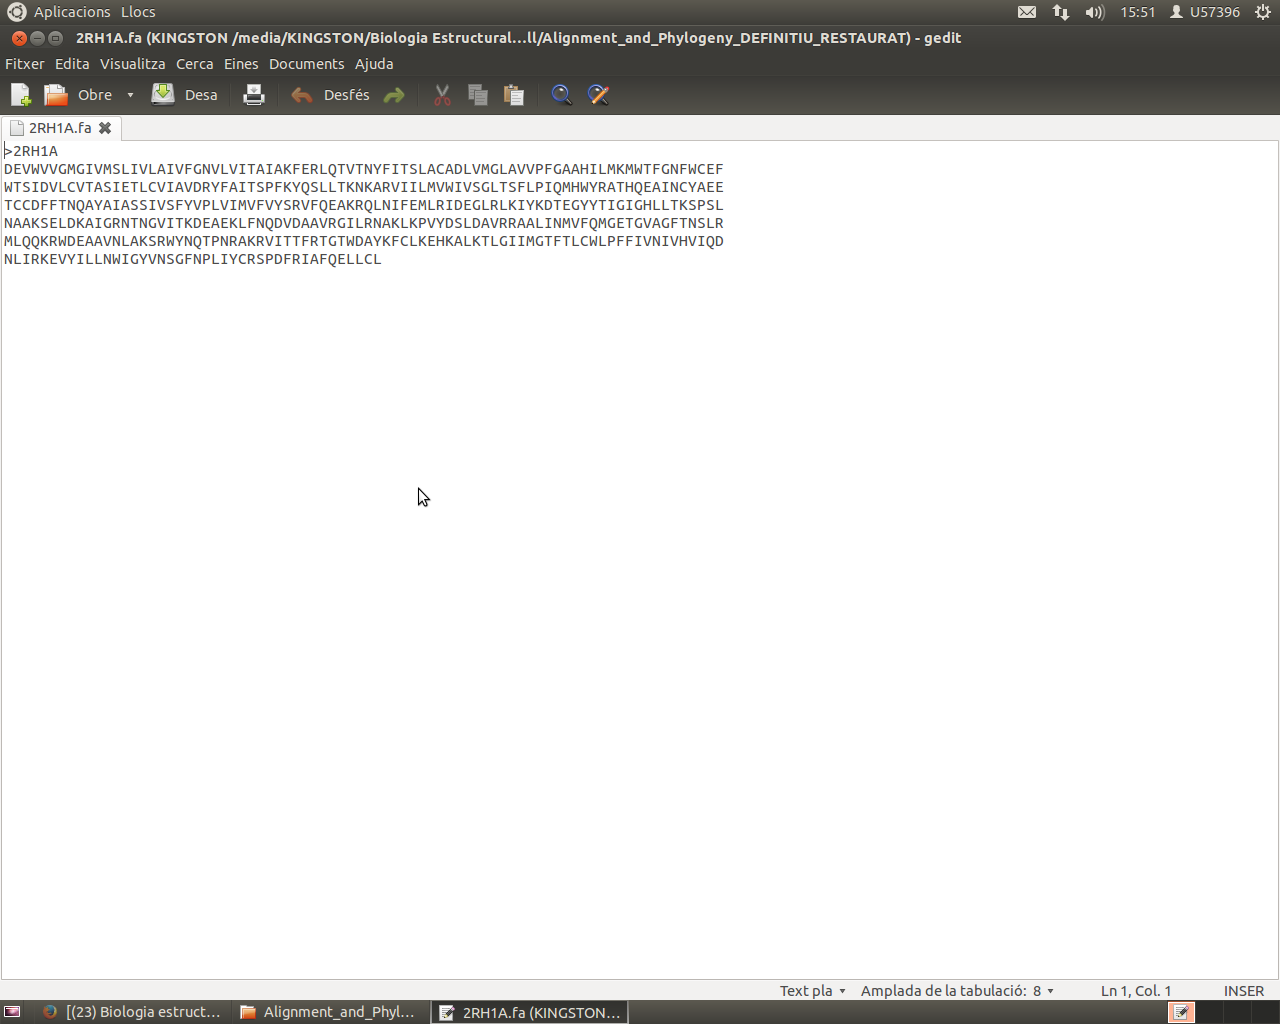 Aplicacions Llocs 15:51 U57396
2RH1A.fa (KINGSTON /media/KINGSTON/Biologia Estructural...ll/Alignment_and_Phylogeny_DEFINITIU_RESTAURAT) - gedit
Fitxer Edita Visualitza Cerca Eines Documents Ajuda
Obre Desa Desfés
2RH1A.fa
>2RH1A
DEVWVVGMGIVMSLIVLAIVFGNVLVITAIAKFERLQTVTNYFITSLACADLVMGLAVVPFGAAHILMKMWTFGNFWCEF
WTSIDVLCVTASIETLCVIAVDRYFAITSPFKYQSLLTKNKARVIILMVWIVSGLTSFLPIQMHWYRATHQEAINCYAEE
TCCDFFTNQAYAIASSIVSFYVPLVIMVFVYSRVFQEAKRQLNIFEMLRIDEGLRLKIYKDTEGYYTIGIGHLLTKSPSL
NAAKSELDKAIGRNTNGVITKDEAEKLFNQDVDAAVRGILRNAKLKPVYDSLDAVRRAALINMVFQMGETGVAGFTNSLR
MLQQKRWDEAAVNLAKSRWYNQTPNRAKRVITTFRTGTWDAYKFCLKEHKALKTLGIIMGTFTLCWLPFFIVNIVHVIQD
NLIRKEVYILLNWIGYVNSGFNPLIYCRSPDFRIAFQELLCL
Text pla Amplada de la tabulació: 8 Ln 1, Col. 1 INSER
[(23) Biologia estruct... Alignment_and_Phyl... 2RH1A.fa (KINGSTON...